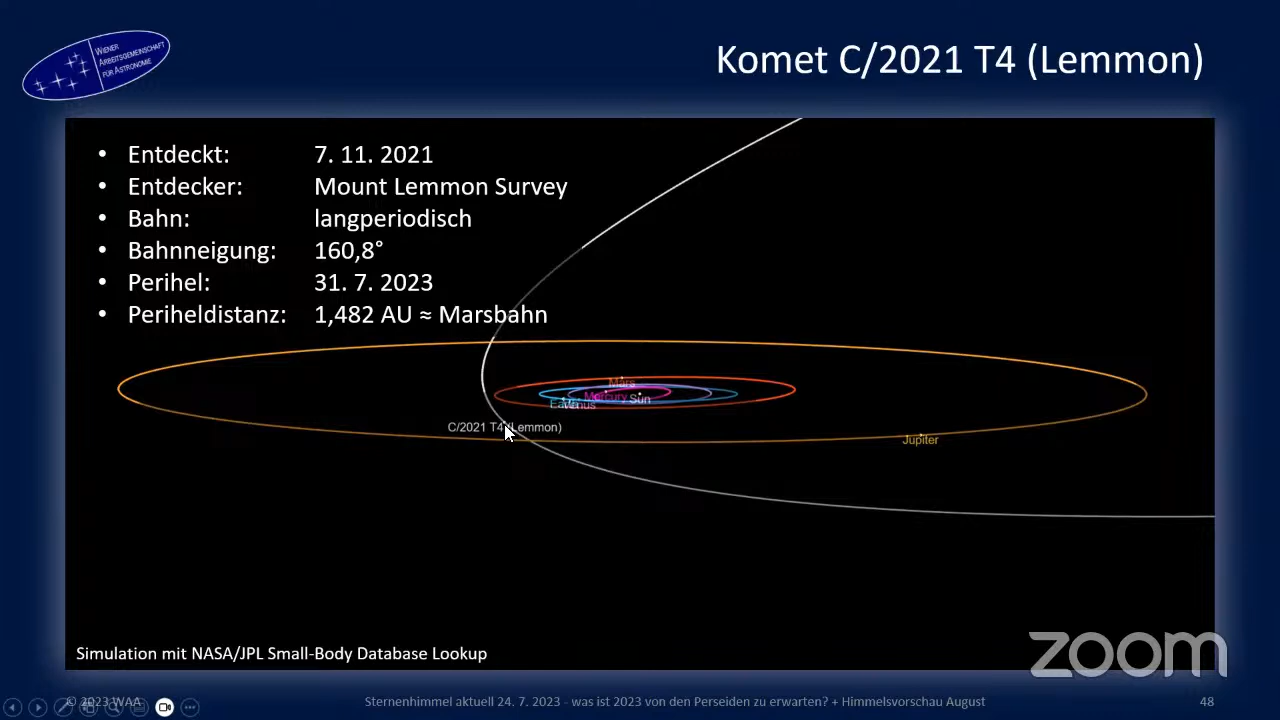 WIENER
ARBEITSGEMEINSCHAFT
FÜR ASTRONOMIE
Komet C/2021 T4 (Lemmon)
• Entdeckt: 7. 11. 2021
• Entdecker: Mount Lemmon Survey
• Bahn: langperiodisch
• Bahnneigung: 160,8°
• Perihel: 31. 7. 2023
• Periheldistanz: 1,482 AU ≈ Marsbahn
Mars
Mercury
Sun
Venus
C/2021 T4 (Lemmon)
Jupiter
Simulation mit NASA/JPL Small-Body Database Lookup
zoom
© 2023 WAA
Sternenhimmel aktuell 24. 7. 2023 - was ist 2023 von den Perseiden zu erwarten? + Himmelsvorschau August
48